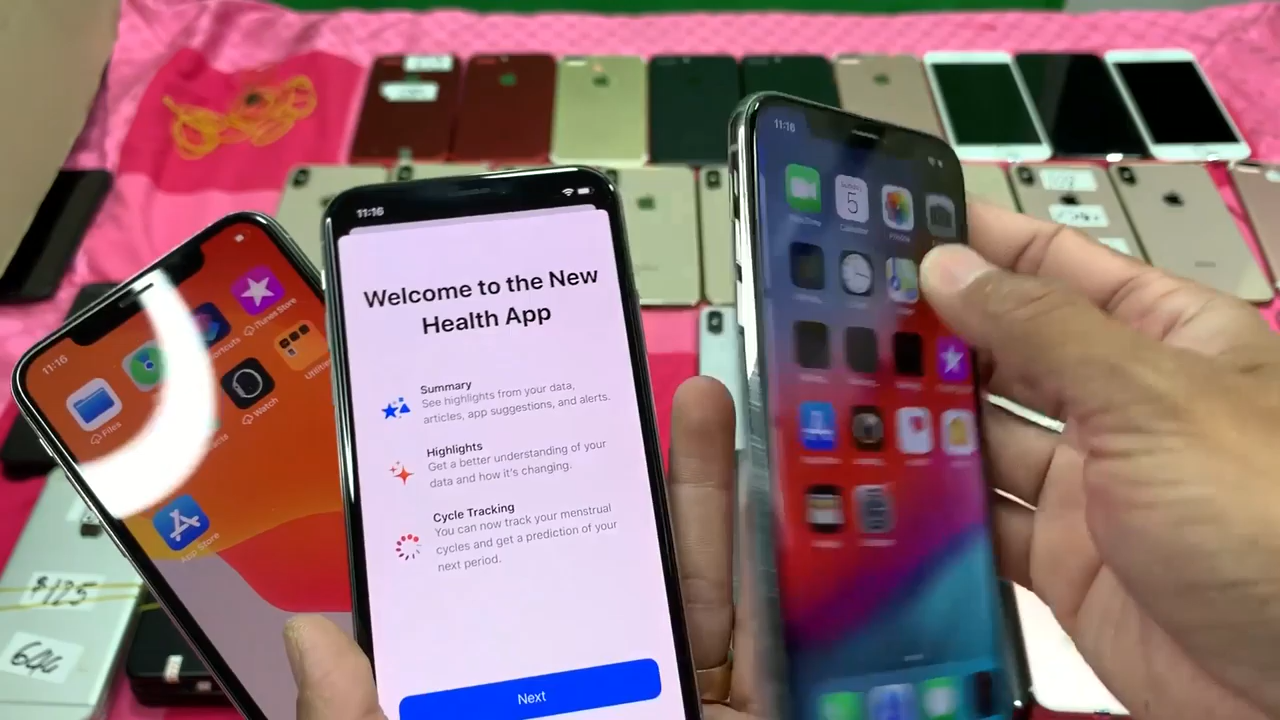 11:16
Files
App Store
Watch
iTunes Store
11:16
Welcome to the New
Health App
Summary
See highlights from your data,
articles, app suggestions, and alerts.
Highlights
Get a better understanding of your
data and how it's changing.
Cycle Tracking
You can now track your menstrual
cycles and get a prediction of your
next period.
Next
11:16
5
$125
64G